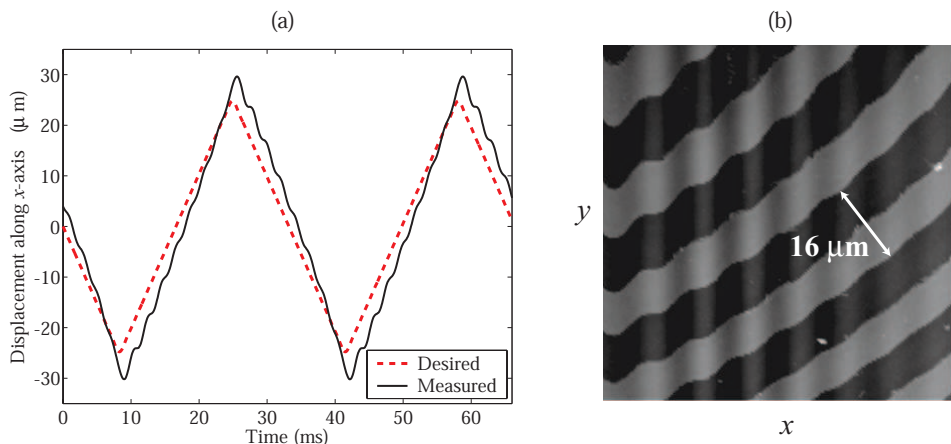 (a)
Displacement along x-axis (μ m)
30
20
10
0
-10
-20
-30
0
10
20
30
40
50
60
Time (ms)
Desired
Measured
(b)
y
16 μm
x